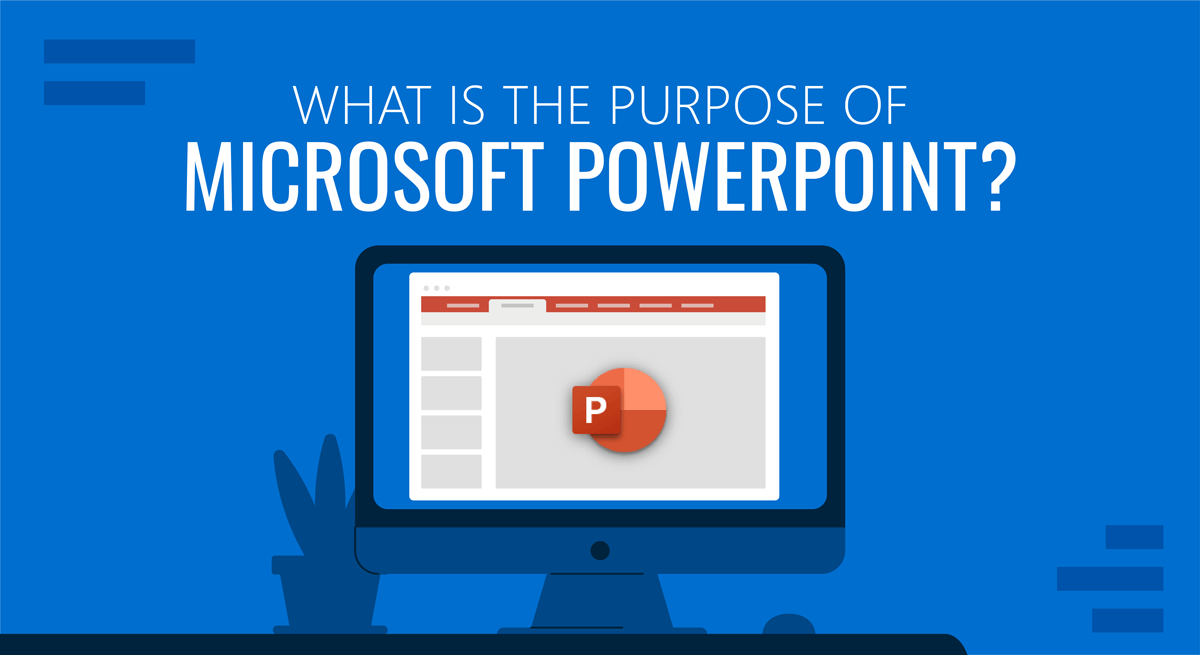 WHAT IS THE PURPOSE OF
MICROSOFT POWERPOINT?
P